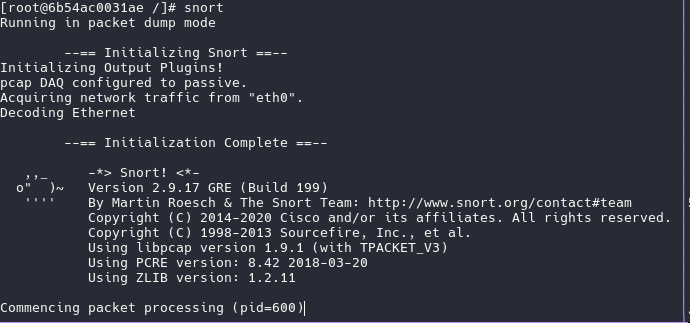 [root@6b54ac0031ae /]# snort
Running in packet dump mode
--== Initializing Snort ==--
Initializing Output Plugins!
pcap DAQ configured to passive.
Acquiring network traffic from "eth0".
Decoding Ethernet
--== Initialization Complete ==--
,,_     -*> Snort! <*-
o"  )~   Version 2.9.17 GRE (Build 199)
''''    By Martin Roesch & The Snort Team: http://www.snort.org/contact#team
Copyright (C) 2014-2020 Cisco and/or its affiliates. All rights reserved.
Copyright (C) 1998-2013 Sourcefire, Inc., et al.
Using libpcap version 1.9.1 (with TPACKET_V3)
Using PCRE version: 8.42 2018-03-20
Using ZLIB version: 1.2.11
Commencing packet processing (pid=600)